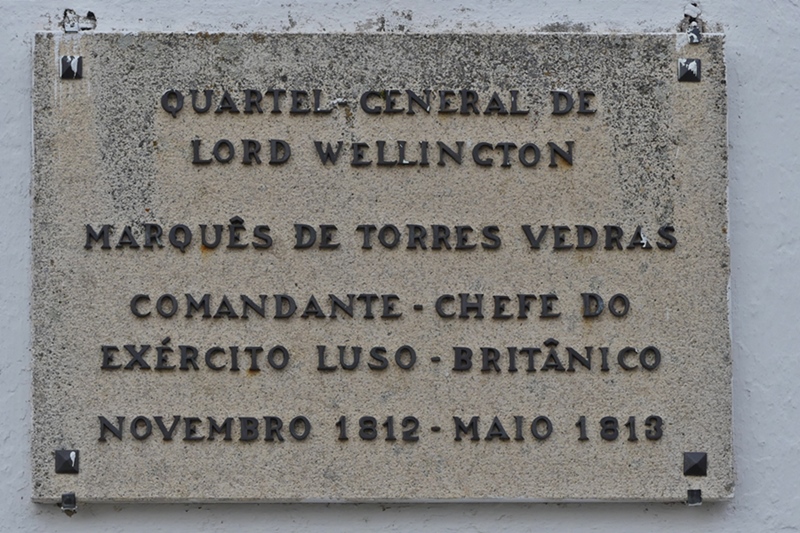 QUARTEL-GENERAL DE
LORD WELLINGTON
MARQUÊS DE TORRES VEDRAS
COMANDANTE-CHEFE DO
EXÉRCITO LUSO-BRITÂNICO
NOVEMBRO 1812-MAIO 1813